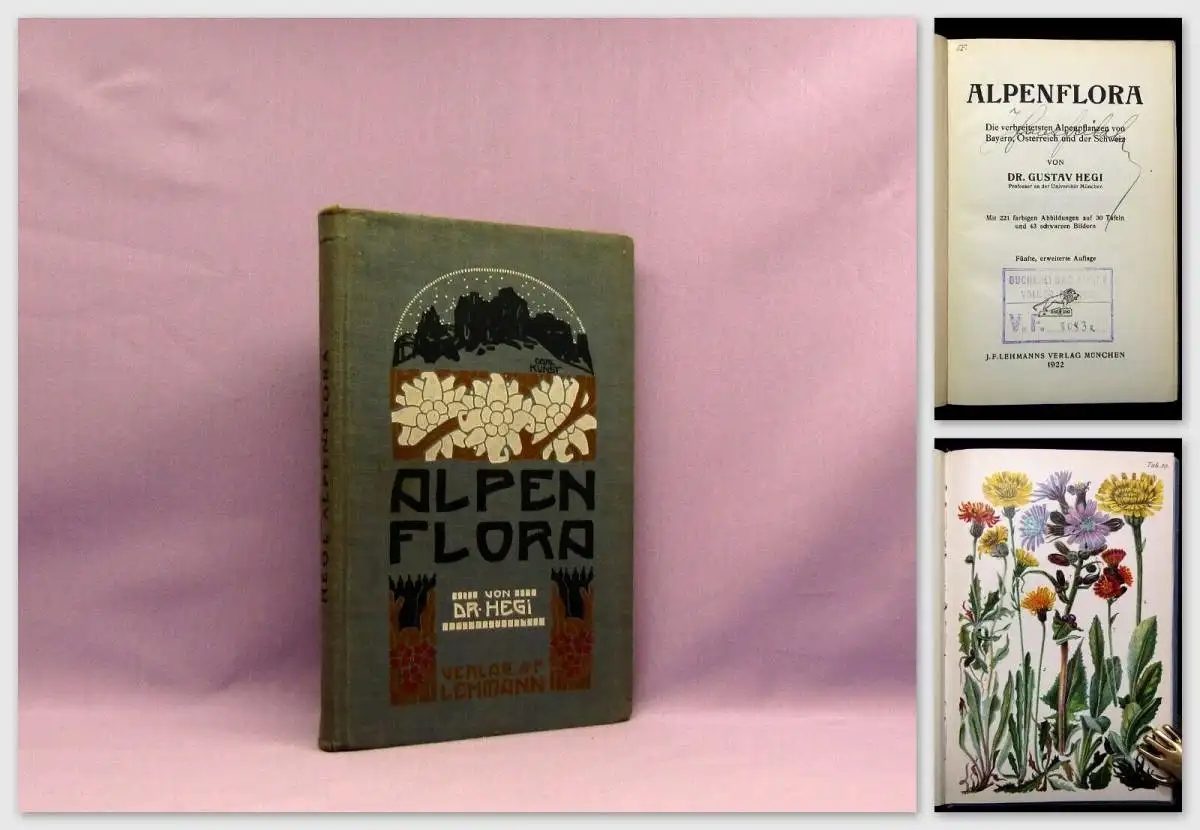 CARL
KUNST
ALPEN
FLORA
VON
DR. HEGI
VERLAG J F
LEHMANN
HEGI, ALPENFLORA
ALPENFLORA
Die verbreitetsten Alpenpflanzen von
Bayern, Österreich und der Schweiz
VON
DR. GUSTAV HEGI
Professor an der Universität München
Mit 221 farbigen Abbildungen auf 30 Tafeln
und 43 schwarzen Bildern
Fünfte, erweiterte Auflage
V. F.
J. F. LEHMANNS VERLAG MÜNCHEN
1922
Tab. 29.